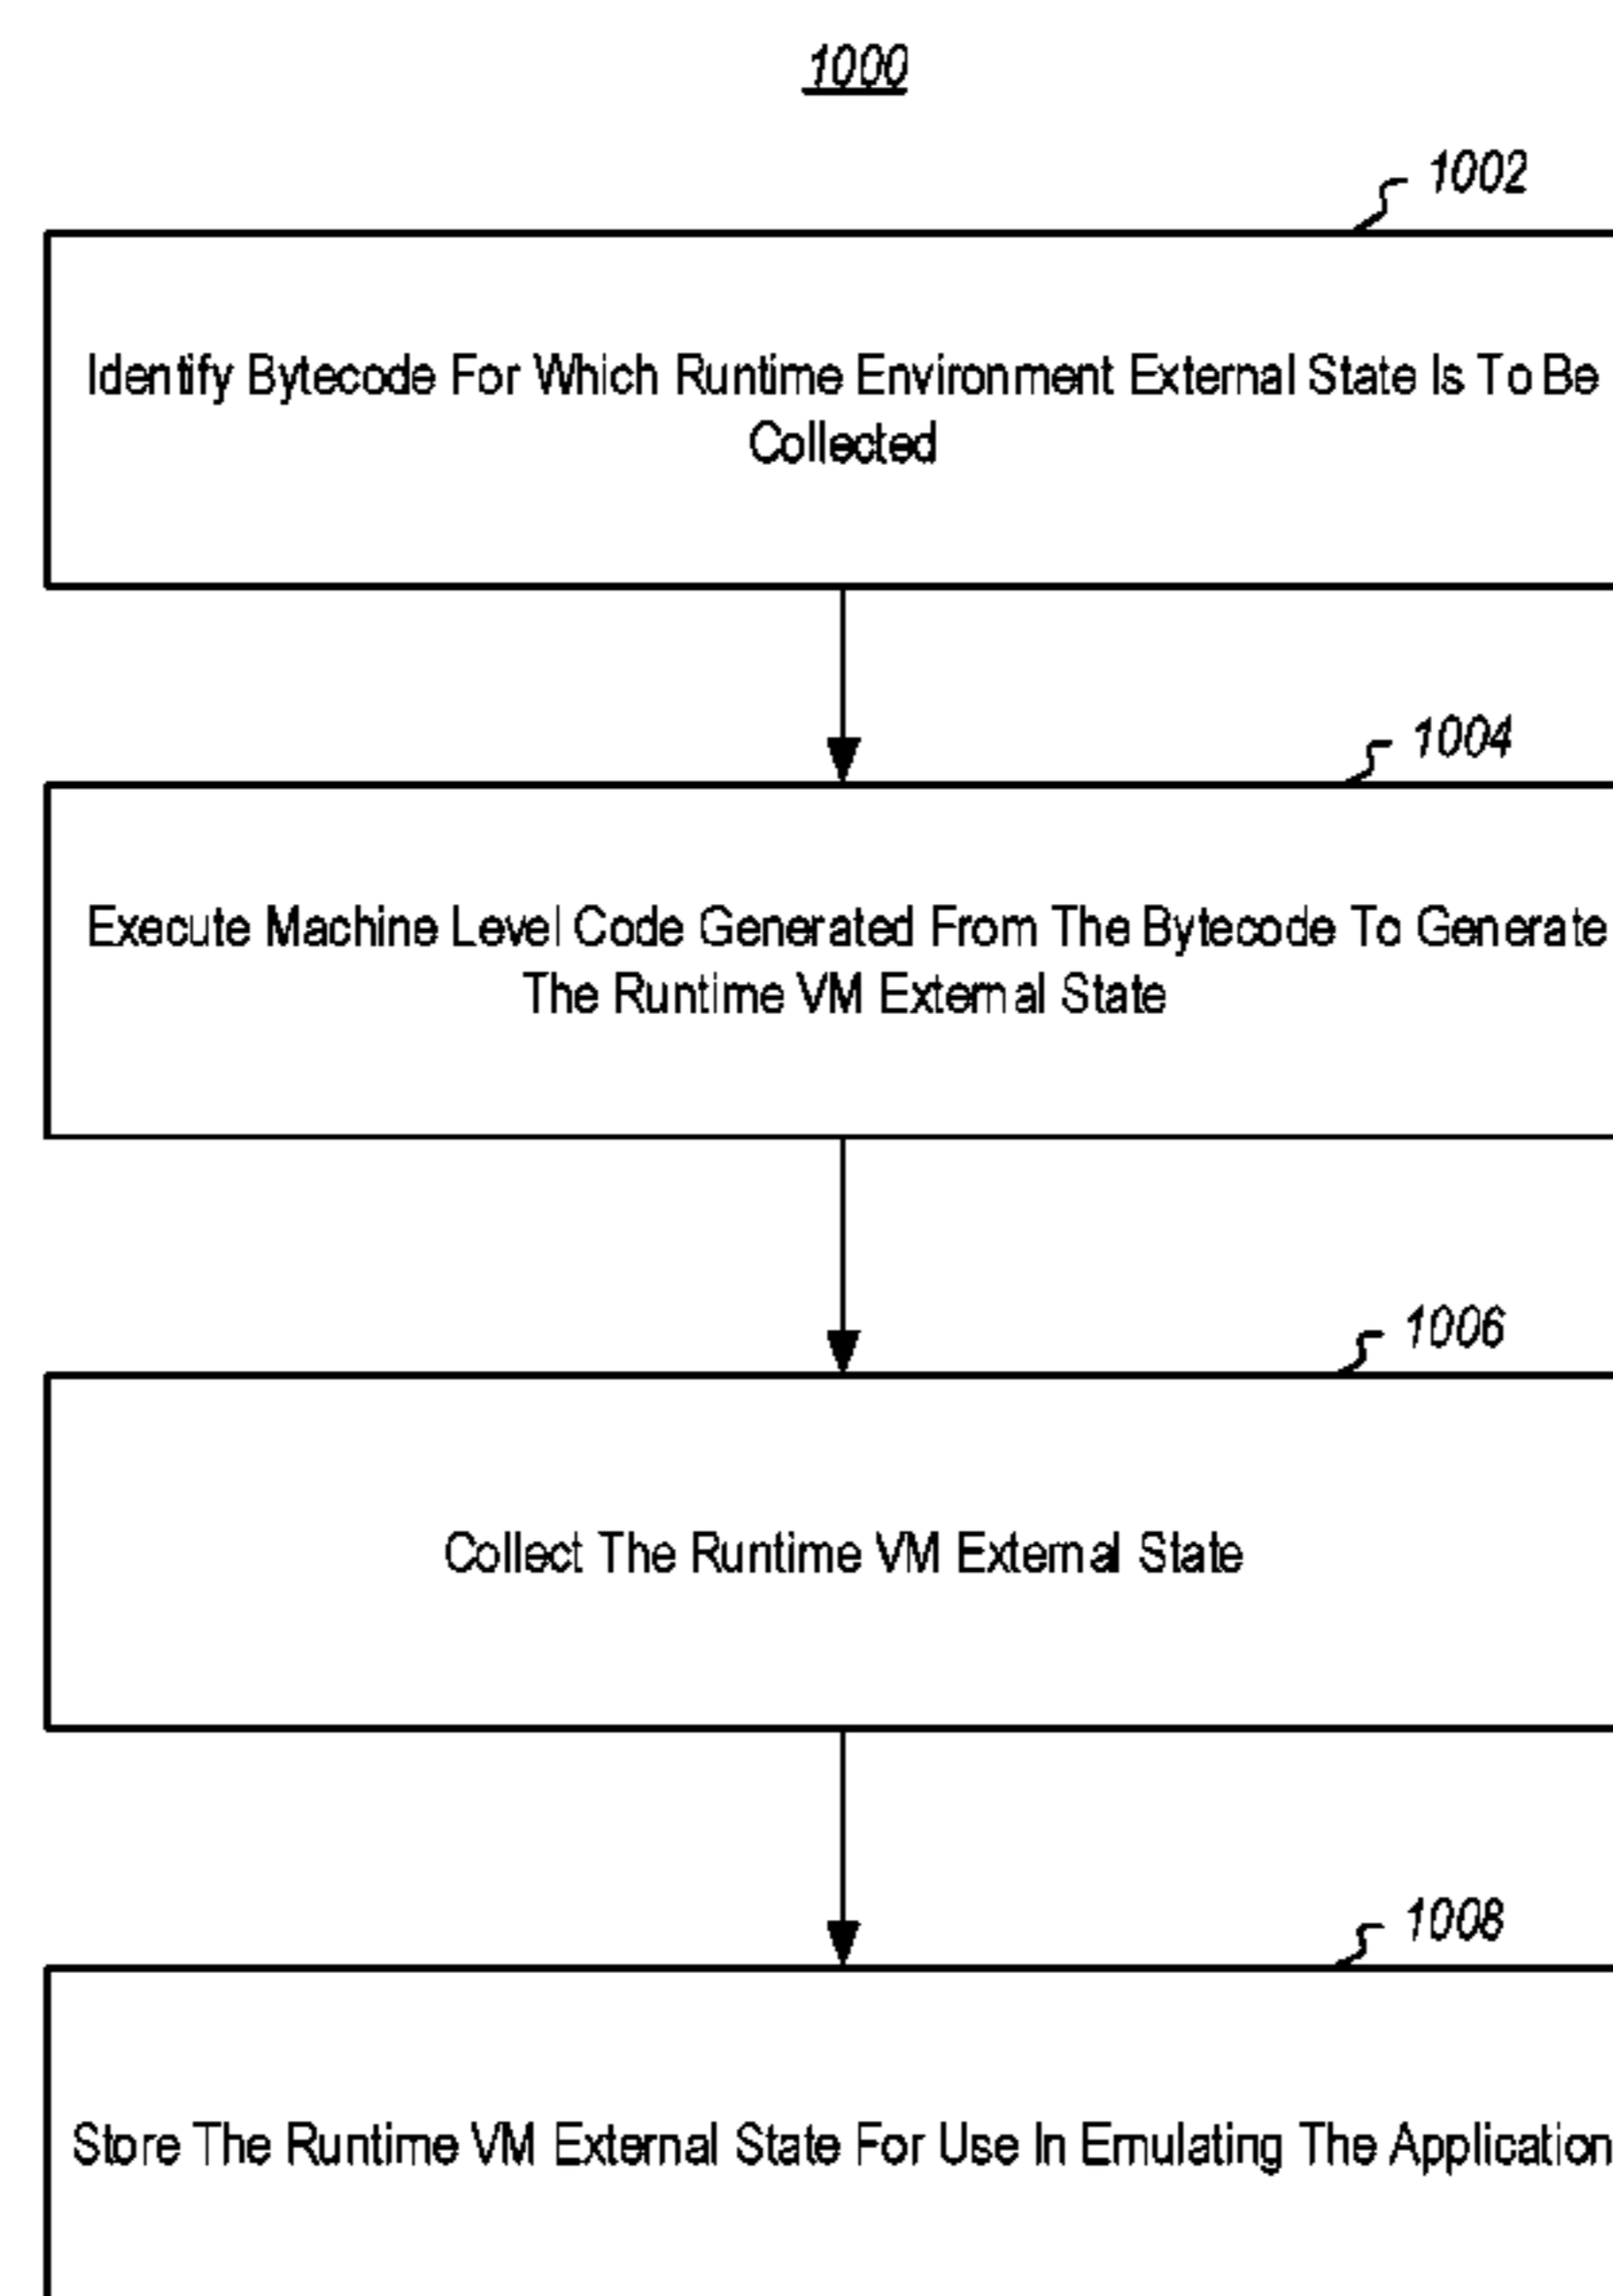 1000
1002
Identify Bytecode For Which Runtime Environment External State Is To Be
Collected
1004
Execute Machine Level Code Generated From The Bytecode To Generate
The Runtime VM External State
1006
Collect The Runtime VM External State
1008
Store The Runtime VM External State For Use In Emulating The Application